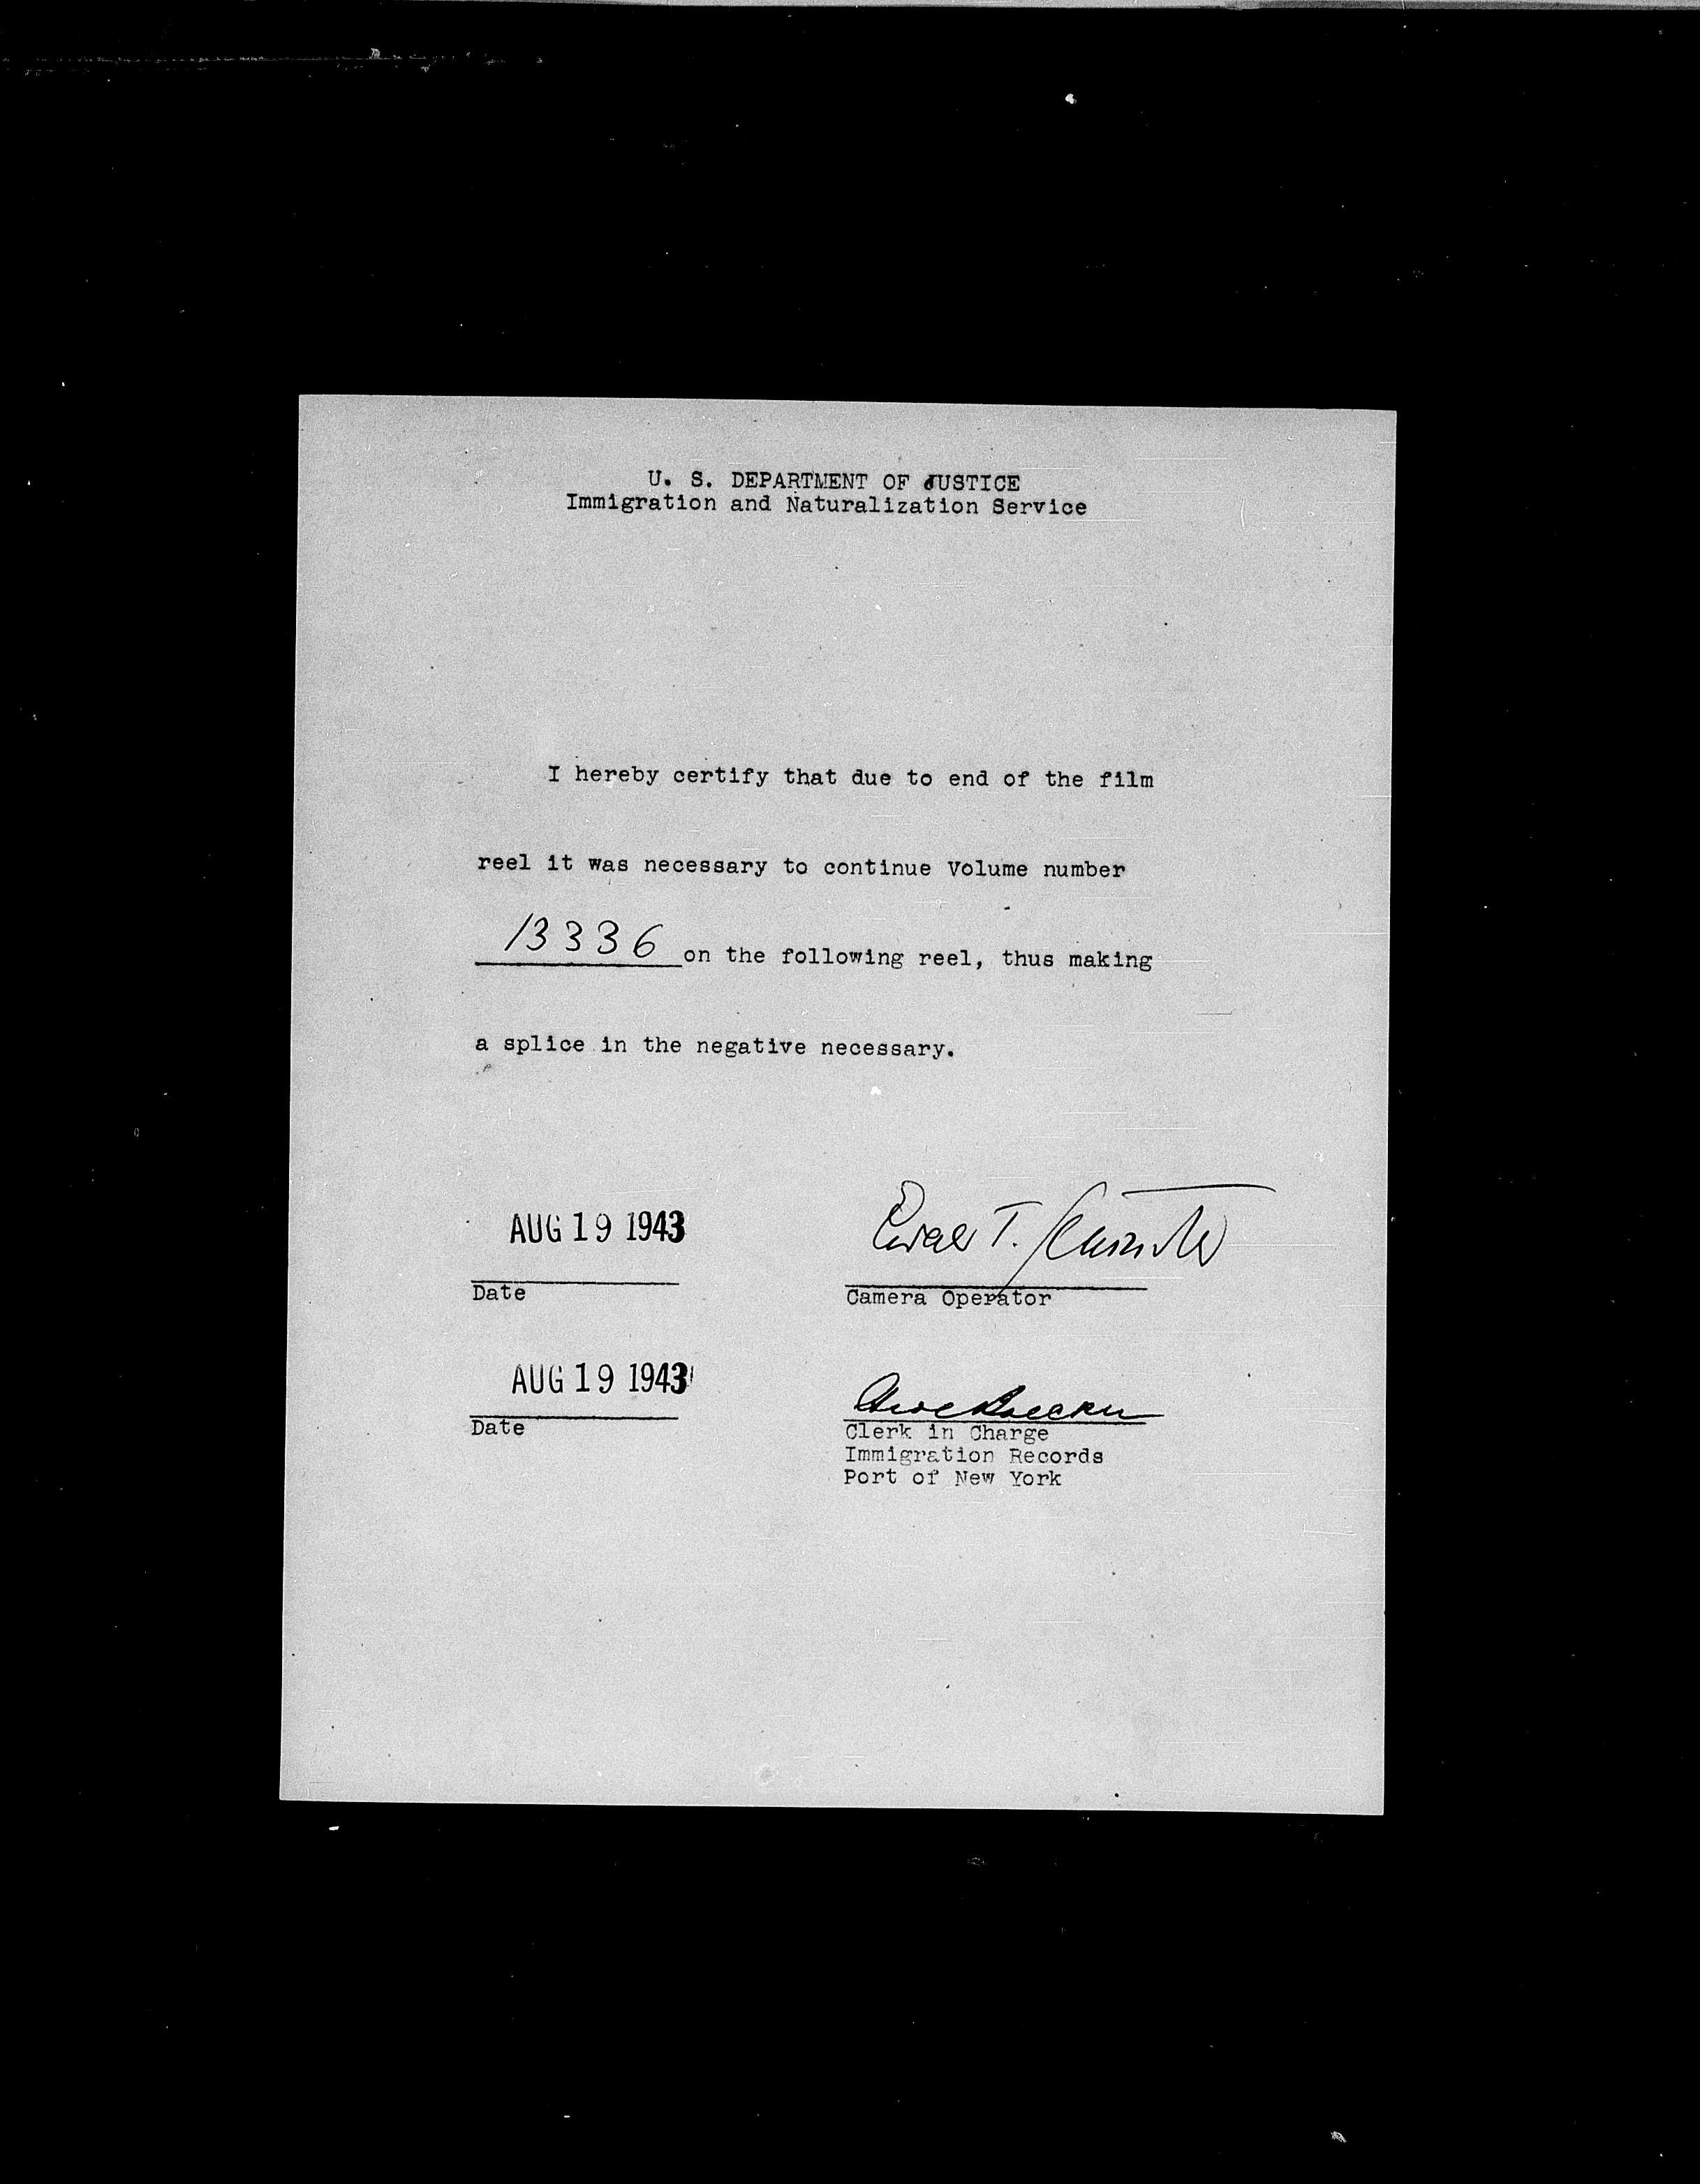 U. S. DEPARTMENT OF JUSTICE
Immigration and Naturalization Service
I hereby certify that due to end of the film
reel it was necessary to continue Volume number
13336 on the following reel, thus making
a splice in the negative necessary.
AUG 19 1943
Date
T.
Camera Operator
AUG 19 1943
Date
Clerk in Charge
Immigration Records
Port of New York